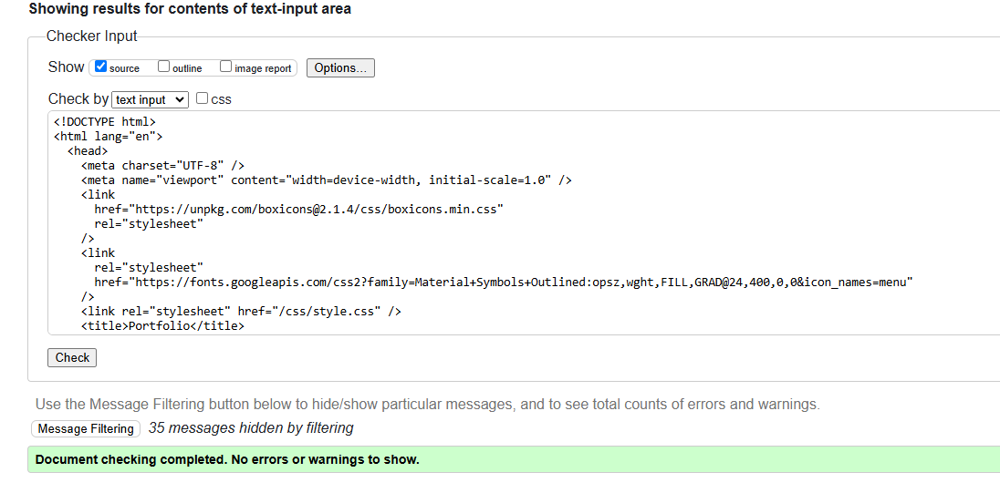 Showing results for contents of text-input area
Checker Input
Show source outline image report Options...
Check by text input css
<!DOCTYPE html>
<html lang="en">
<head>
<meta charset="UTF-8" />
<meta name="viewport" content="width=device-width, initial-scale=1.0" />
<link
href="https://unpkg.com/boxicons@2.1.4/css/boxicons.min.css"
rel="stylesheet"
/>
<link
rel="stylesheet"
href="https://fonts.googleapis.com/css2?family=Material+Symbols+Outlined:opsz,wght,FILL,GRAD@24,400,0,0&icon_names=menu"
/>
<link rel="stylesheet" href="/css/style.css" />
<title>Portfolio</title>
Check
Use the Message Filtering button below to hide/show particular messages, and to see total counts of errors and warnings.
Message Filtering 35 messages hidden by filtering
Document checking completed. No errors or warnings to show.